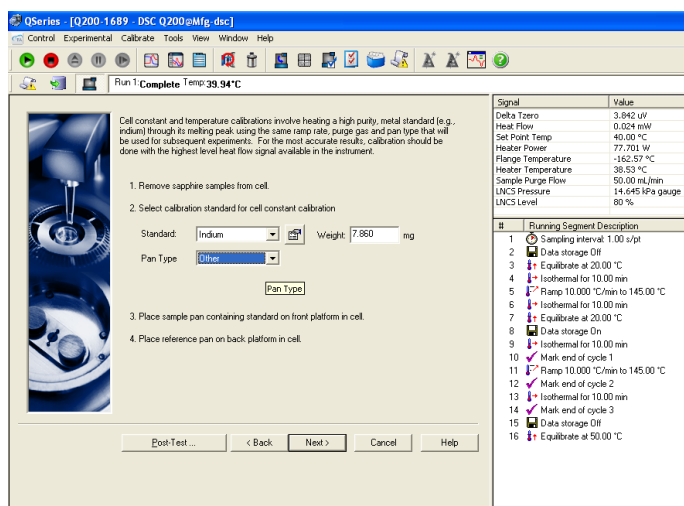 QSeries - [Q200-1689 - DSC Q200@Mfg-dsc]
Control Experimental Calibrate Tools View Window Help
Run 1:Complete Temp:39.94°C
Cell constant and temperature calibrations involve heating a high purity, metal standard (e.g.,
indium) through its melting peak using the same ramp rate, purge gas and pan type that will
be used for subsequent experiments. For the most accurate results, calibration should be
done with the highest level heat flow signal available in the instrument.
1. Remove sapphire samples from cell.
2. Select calibration standard for cell constant calibration
Standard: Indium Weight: 7.860 mg
Pan Type Other
Pan Type
3. Place sample pan containing standard on front platform in cell.
4. Place reference pan on back platform in cell.
Post-Test ... < Back Next > Cancel Help
Signal Value
Delta Tzero 3.842 uV
Heat Flow 0.024 mW
Set Point Temp 40.00 °C
Heater Power 77.701 W
Flange Temperature -162.57 °C
Heater Temperature 38.53 °C
Sample Purge Flow 50.00 mL/min
LNCS Pressure 14.645 kPa gauge
LNCS Level 80 %
# Running Segment Description
1 Sampling interval: 1.00 s/pt
2 Data storage Off
3 Equilibrate at 20.00 °C
4 Isothermal for 10.00 min
5 Ramp 10.000 °C/min to 145.00 °C
6 Isothermal for 10.00 min
7 Equilibrate at 20.00 °C
8 Data storage On
9 Isothermal for 10.00 min
10 Mark end of cycle 1
11 Ramp 10.000 °C/min to 145.00 °C
12 Mark end of cycle 2
13 Isothermal for 10.00 min
14 Mark end of cycle 3
15 Data storage Off
16 Equilibrate at 50.00 °C